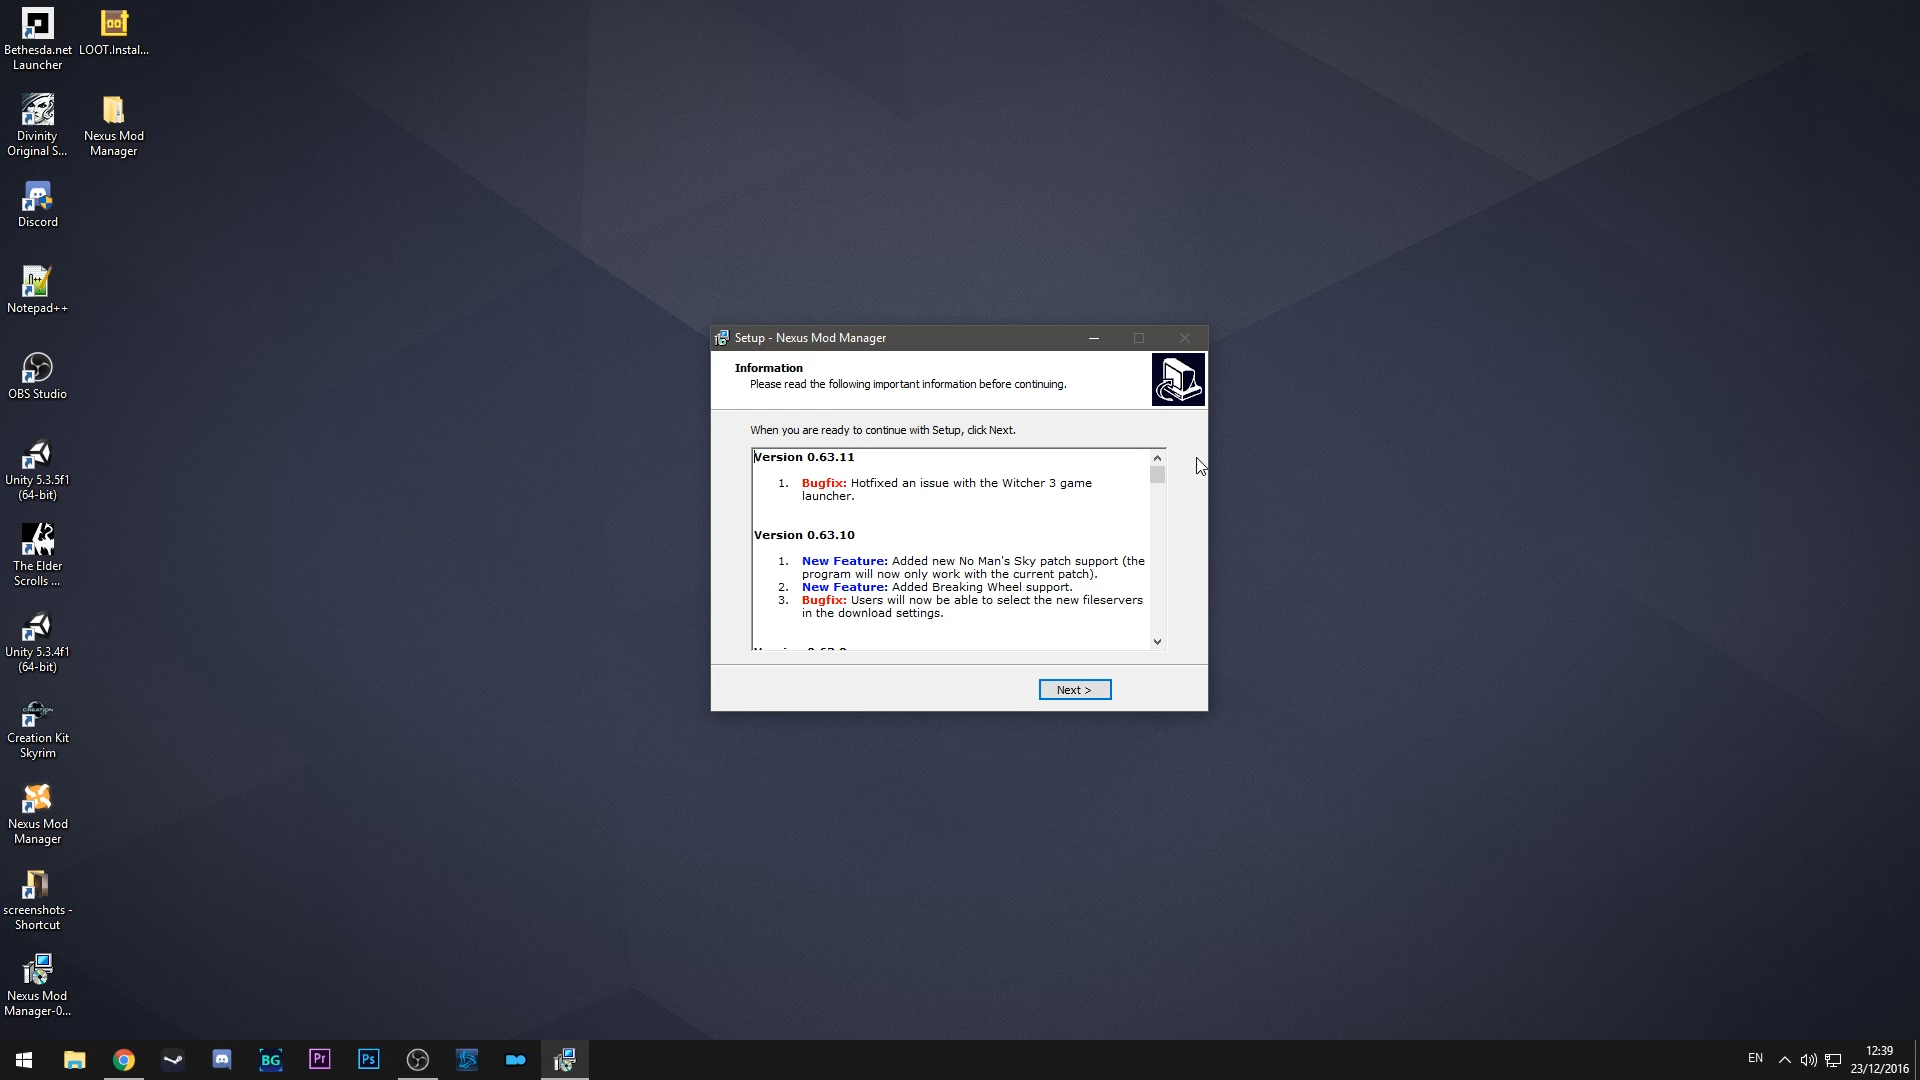 Bethesda.net
Launcher
LOOT.Instal...
Divinity
Original S...
Nexus Mod
Manager
Discord
Notepad++
OBS Studio
Unity 5.3.5f1
(64-bit)
The Elder
Scrolls ...
Unity 5.3.4f1
(64-bit)
CREATION
Creation Kit
Skyrim
Nexus Mod
Manager
screenshots -
Shortcut
Nexus Mod
Manager-0...
Setup - Nexus Mod Manager
Information
Please read the following important information before continuing.
When you are ready to continue with Setup, click Next.
Version 0.63.11
1. Bugfix: Hotfixed an issue with the Witcher 3 game
launcher.
Version 0.63.10
1. New Feature: Added new No Man's Sky patch support (the
program will now only work with the current patch).
2. New Feature: Added Breaking Wheel support.
3. Bugfix: Users will now be able to select the new fileservers
in the download settings.
Next >
BG
Pr
Ps
EN
12:39
23/12/2016